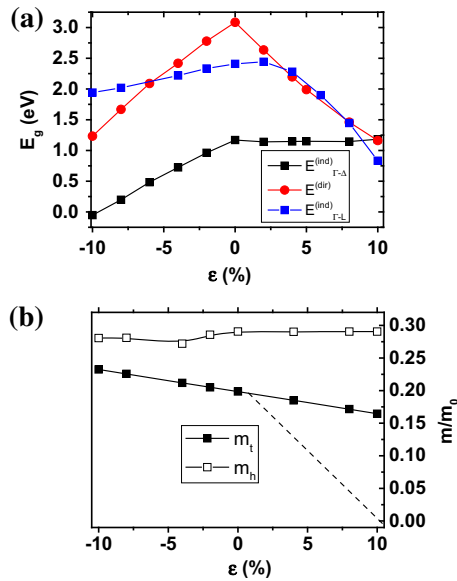 (a)
3.0
2.5
2.0
1.5
1.0
0.5
0.0
E_g (eV)
E^(ind)_Γ-Δ
E^(dir)
E^(ind)_Γ-L
-10 -5 0 5 10
ε (%)
(b)
0.30
0.25
0.20
0.15
0.10
0.05
0.00
m/m_0
m_t
m_h
-10 -5 0 5 10
ε (%)